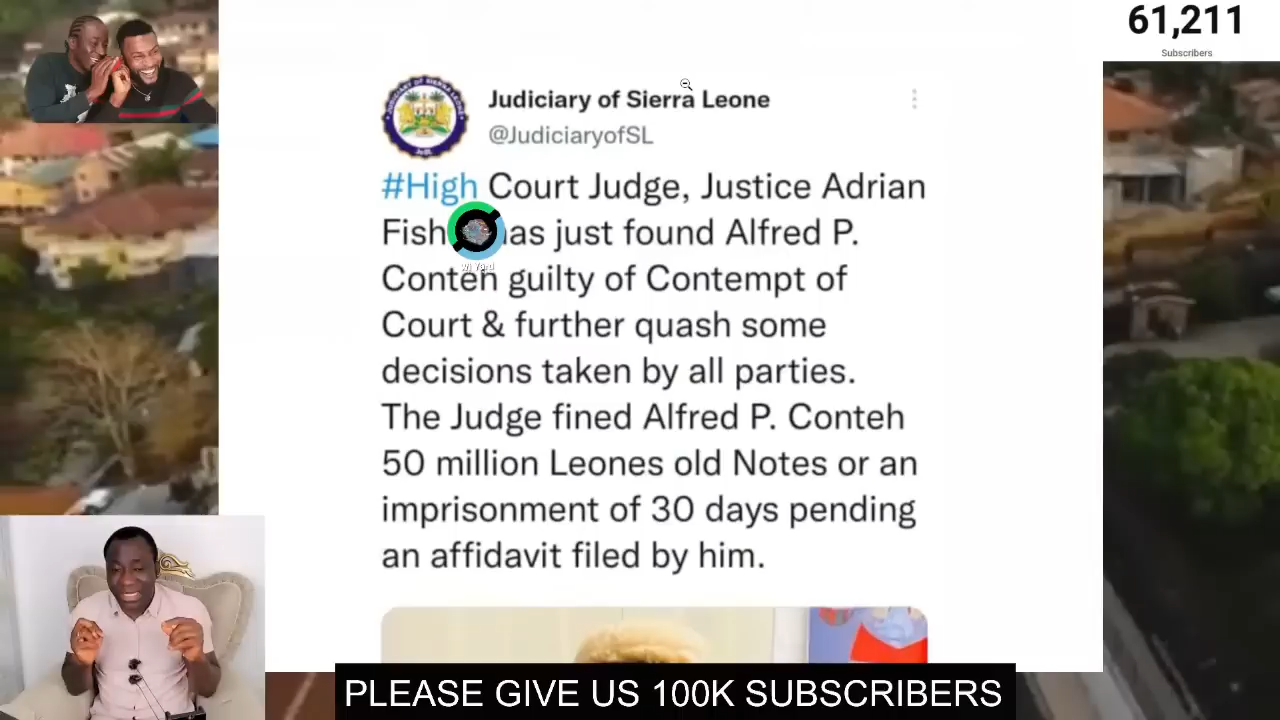 61,211
Subscribers
Judiciary of Sierra Leone
@JudiciaryofSL
#High Court Judge, Justice Adrian
has just found Alfred P.
Conteh guilty of Contempt of
Court & further quash some
decisions taken by all parties.
The Judge fined Alfred P. Conteh
50 million Leones old Notes or an
imprisonment of 30 days pending
an affidavit filed by him.
PLEASE GIVE US 100K SUBSCRIBERS